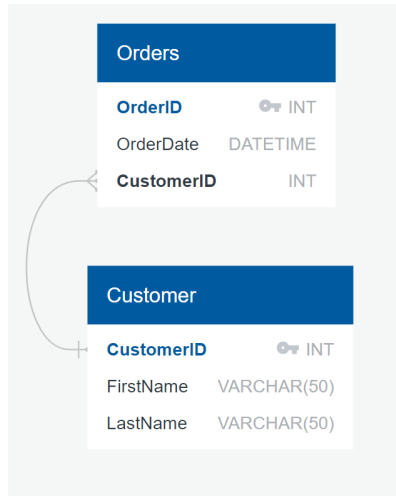 Orders
OrderID INT
OrderDate DATETIME
CustomerID INT
Customer
CustomerID INT
FirstName VARCHAR(50)
LastName VARCHAR(50)